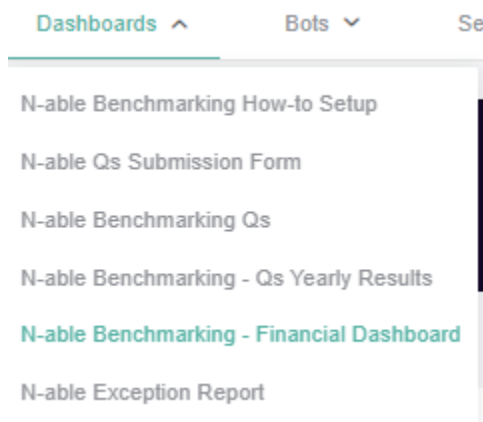 Dashboards Bots Se
N-able Benchmarking How-to Setup
N-able Qs Submission Form
N-able Benchmarking Qs
N-able Benchmarking - Qs Yearly Results
N-able Benchmarking - Financial Dashboard
N-able Exception Report